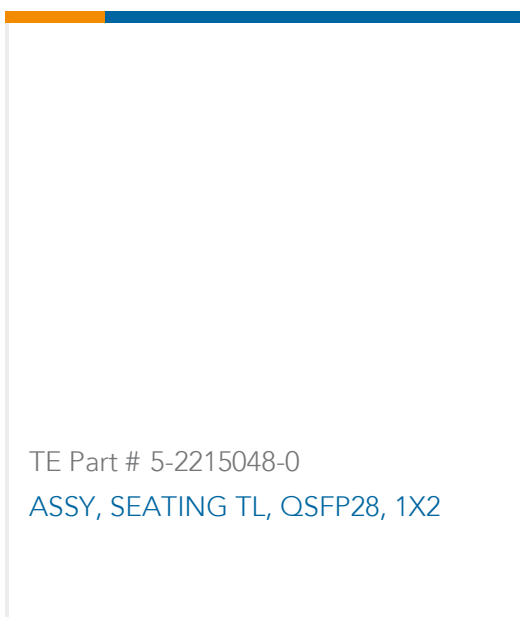 TE Part # 5-2215048-0
ASSY, SEATING TL, QSFP28, 1X2